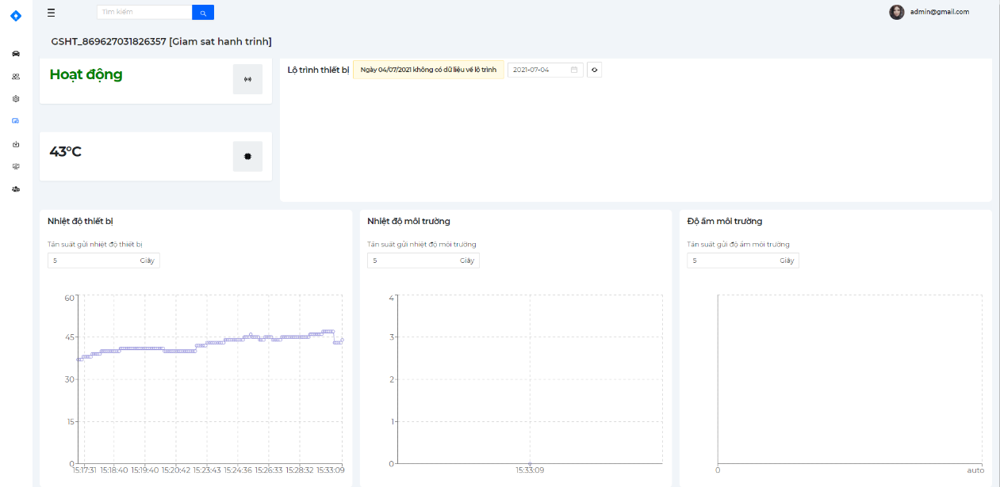 Tìm kiếm
admin@gmail.com
GSHT_869627031826357 [Giam sat hanh trinh]
Hoạt động
43°C
Lộ trình thiết bị
Ngày 04/07/2021 không có dữ liệu về lộ trình
2021-07-04
Nhiệt độ thiết bị
Tần suất gửi nhiệt độ thiết bị
5 Giây
60
45
30
15
0
15:17:31 15:18:40 15:19:40 15:20:42 15:23:43 15:24:36 15:26:33 15:28:32 15:33:09
Nhiệt độ môi trường
Tần suất gửi nhiệt độ môi trường
5 Giây
4
3
2
1
0
15:33:09
Độ ẩm môi trường
Tần suất gửi độ ẩm môi trường
5 Giây
0 auto